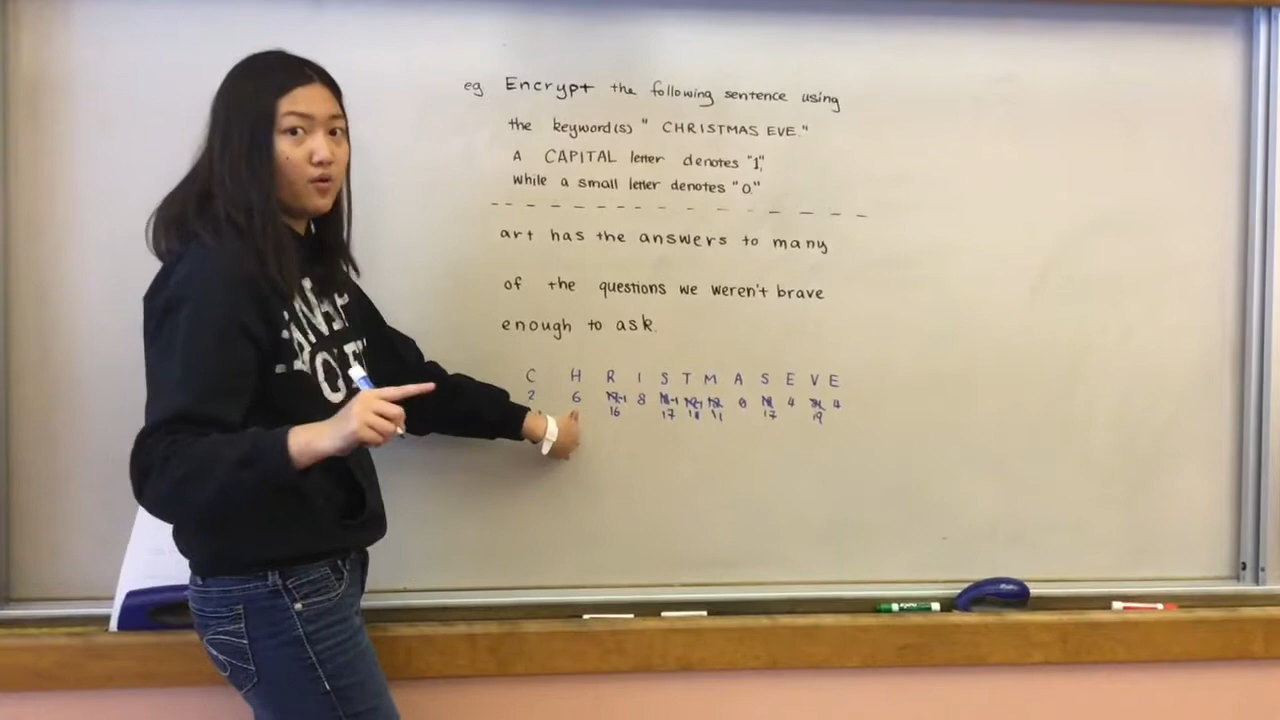 eg Encrypt the following sentence using
the keyword(s) " CHRISTMAS EVE."
A CAPITAL letter denotes "1",
while a small letter denotes "0."
art has the answers to many
of the questions we weren't brave
enough to ask.
C H R I S T M A S E V E
2 6 8 0 4 4
16 17 18 11 17 19